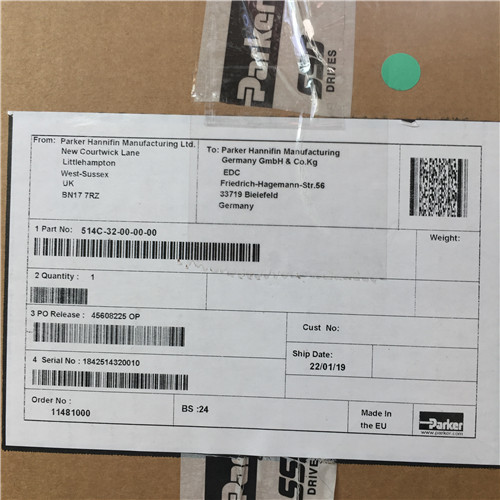 Parker
SSD
DRIVES
From: Parker Hannifin Manufacturing Ltd.
New Courtwick Lane
Littlehampton
West-Sussex
UK
BN17 7RZ
To: Parker Hannifin Manufacturing
Germany GmbH & Co.Kg
EDC
Friedrich-Hagemann-Str.56
33719 Bielefeld
Germany
1 Part No: 514C-32-00-00-00
Weight:
2 Quantity : 1
3 PO Release : 45608225 OP
Cust No:
Ship Date:
22/01/19
4 Serial No : 1842514320010
Order No :
11481000
BS :24
Made In
the EU
Parker
www.parker.com
Parker
SSD
DRIVES